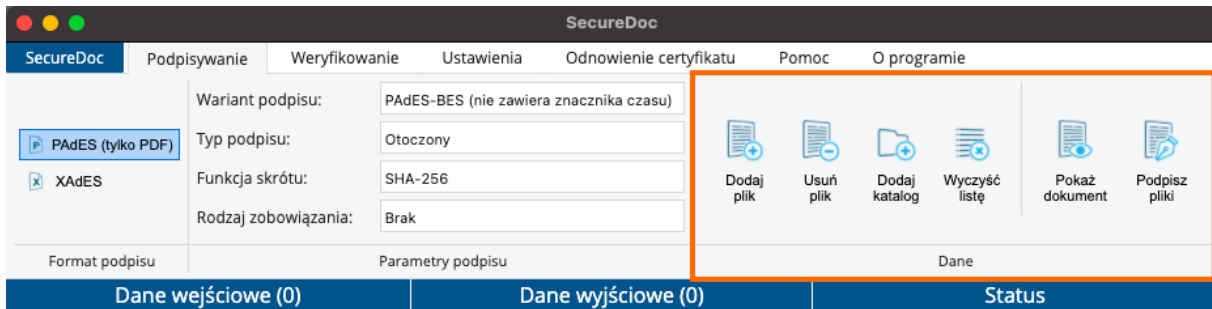 SecureDoc
SecureDoc Podpisywanie Weryfikowanie Ustawienia Odnowienie certyfikatu Pomoc O programie
PAdES (tylko PDF)
XAdES
Format podpisu
Wariant podpisu: PAdES-BES (nie zawiera znacznika czasu)
Typ podpisu: Otoczony
Funkcja skrótu: SHA-256
Rodzaj zobowiązania: Brak
Parametry podpisu
Dodaj plik
Usuń plik
Dodaj katalog
Wyczyść listę
Pokaż dokument
Podpisz pliki
Dane
Dane wejściowe (0) Dane wyjściowe (0) Status